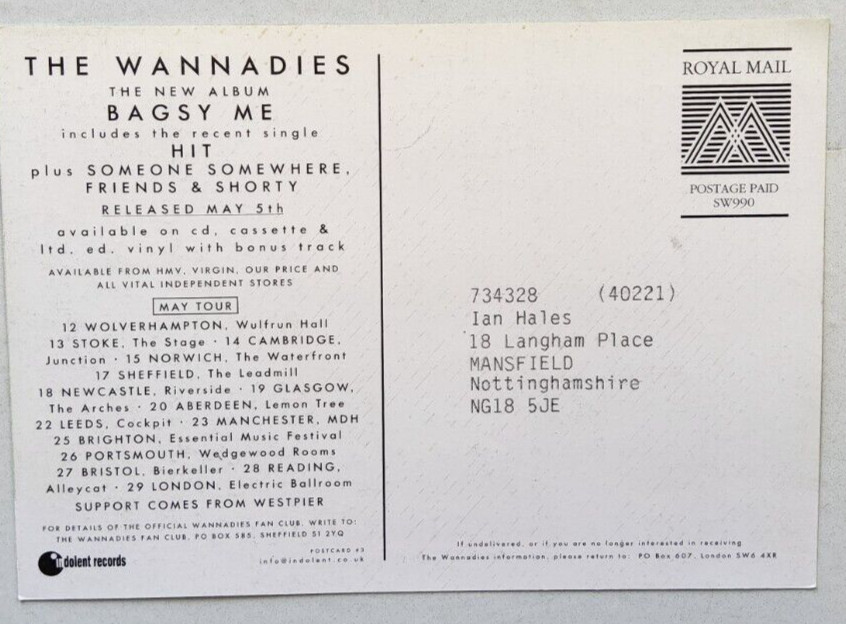 THE WANNADIES
THE NEW ALBUM
BAGSY ME
includes the recent single
HIT
plus SOMEONE SOMEWHERE,
FRIENDS & SHORTY
RELEASED MAY 5th
available on cd, cassette &
ltd. ed. vinyl with bonus track
AVAILABLE FROM HMV, VIRGIN, OUR PRICE AND
ALL VITAL INDEPENDENT STORES
MAY TOUR
12 WOLVERHAMPTON, Wulfrun Hall
13 STOKE, The Stage · 14 CAMBRIDGE,
Junction · 15 NORWICH, The Waterfront
17 SHEFFIELD, The Leadmill
18 NEWCASTLE, Riverside · 19 GLASGOW,
The Arches · 20 ABERDEEN, Lemon Tree
22 LEEDS, Cockpit · 23 MANCHESTER, MDH
25 BRIGHTON, Essential Music Festival
26 PORTSMOUTH, Wedgewood Rooms
27 BRISTOL, Bierkeller · 28 READING,
Alleycat · 29 LONDON, Electric Ballroom
SUPPORT COMES FROM WESTPIER
FOR DETAILS OF THE OFFICIAL WANNADIES FAN CLUB, WRITE TO:
THE WANNADIES FAN CLUB, PO BOX 585, SHEFFIELD S1 2YQ
POSTCARD #3
indolent records
info@indolent.co.uk
ROYAL MAIL
POSTAGE PAID
SW990
734328 (40221)
Ian Hales
18 Langham Place
MANSFIELD
Nottinghamshire
NG18 5JE
If undelivered, or if you are no longer interested in receiving
The Wannadies information, please return to: PO Box 607, London SW6 4XR